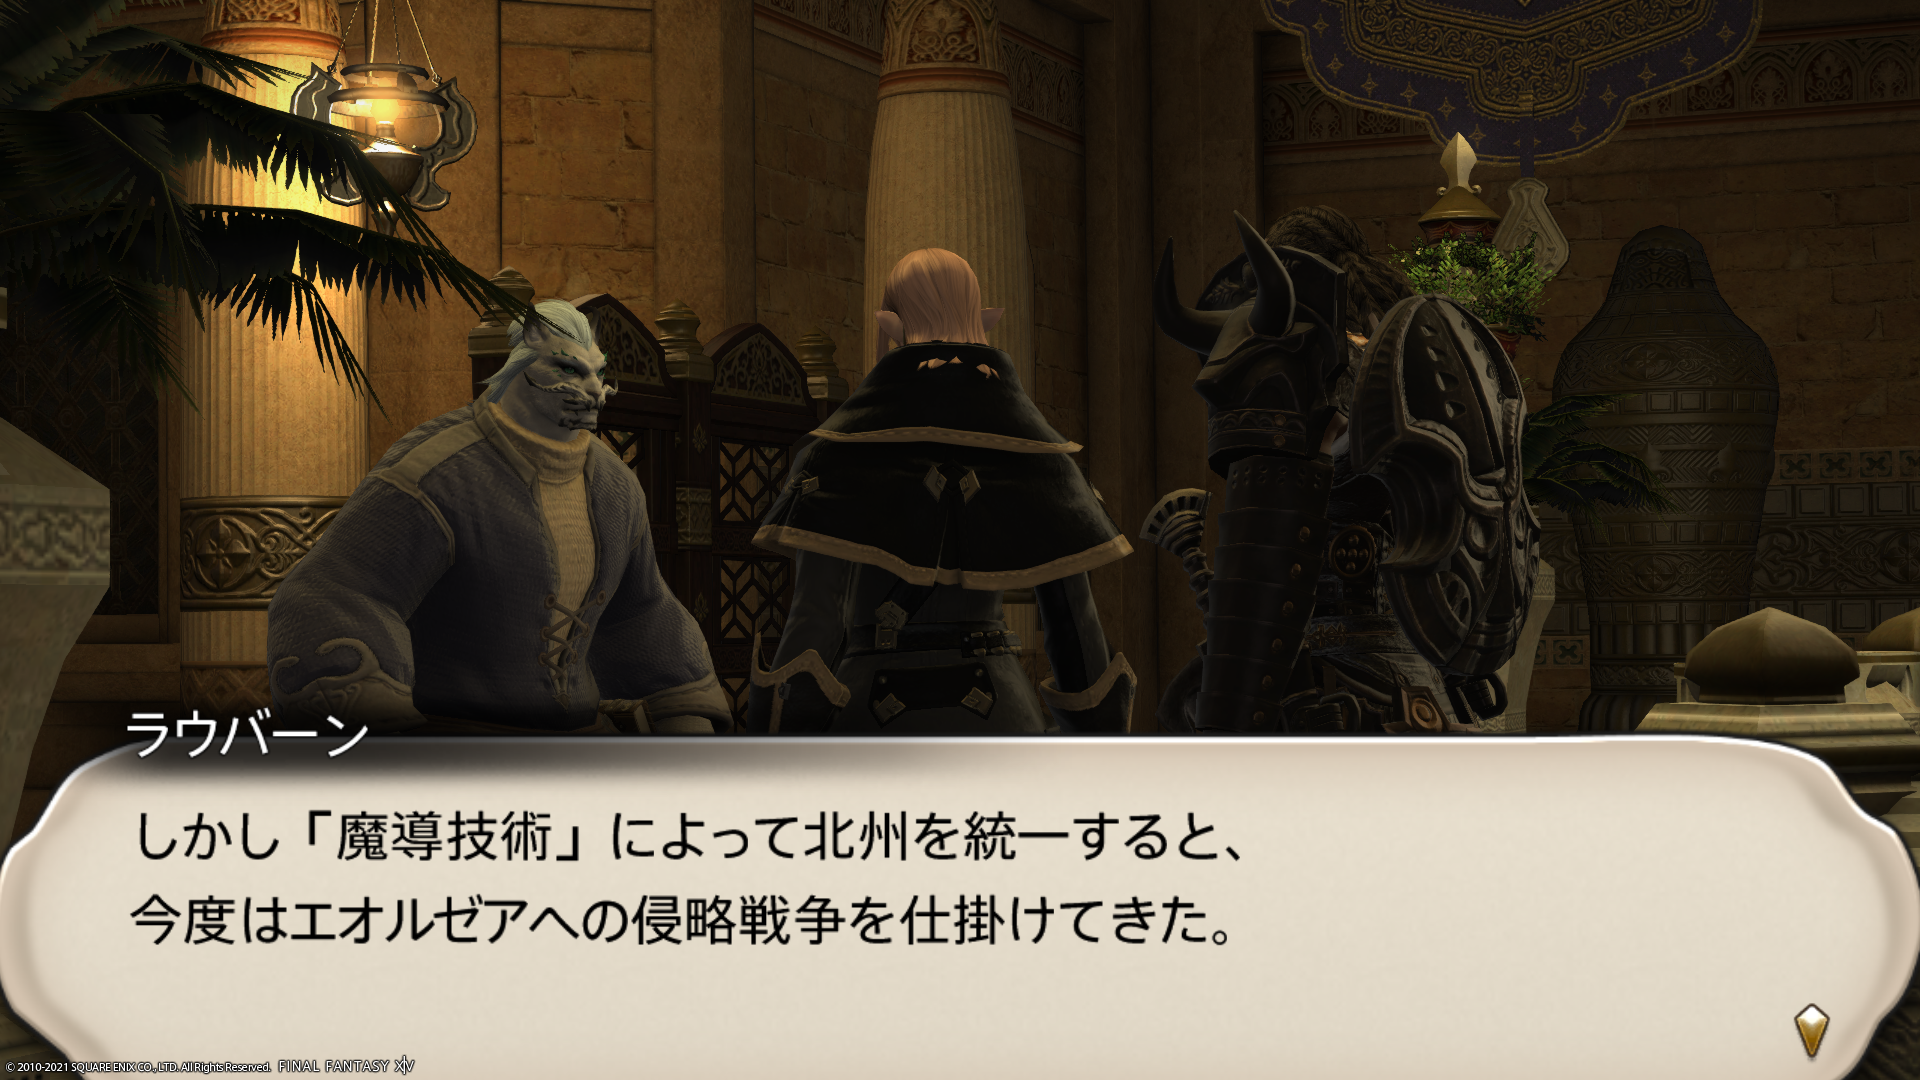 ラウバーン
しかし「魔導技術」によって北州を統一すると、
今度はエオルゼアへの侵略戦争を仕掛けてきた。
© 2010-2021 SQUARE ENIX CO., LTD. All Rights Reserved. FINAL FANTASY XIV